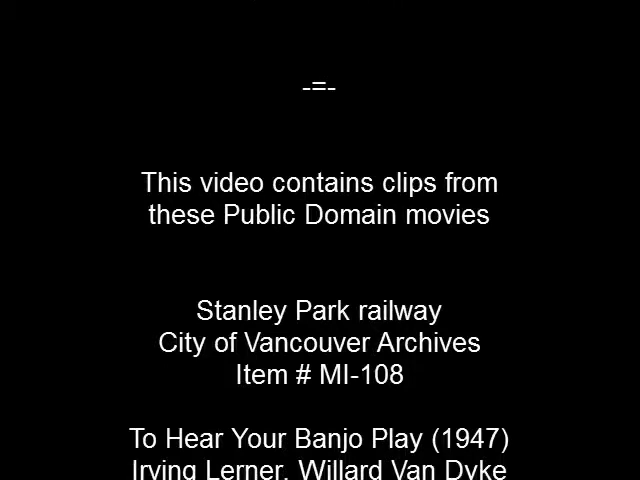 -=-
This video contains clips from
these Public Domain movies
Stanley Park railway
City of Vancouver Archives
Item # MI-108
To Hear Your Banjo Play (1947)
Irving Lerner, Willard Van Dyke